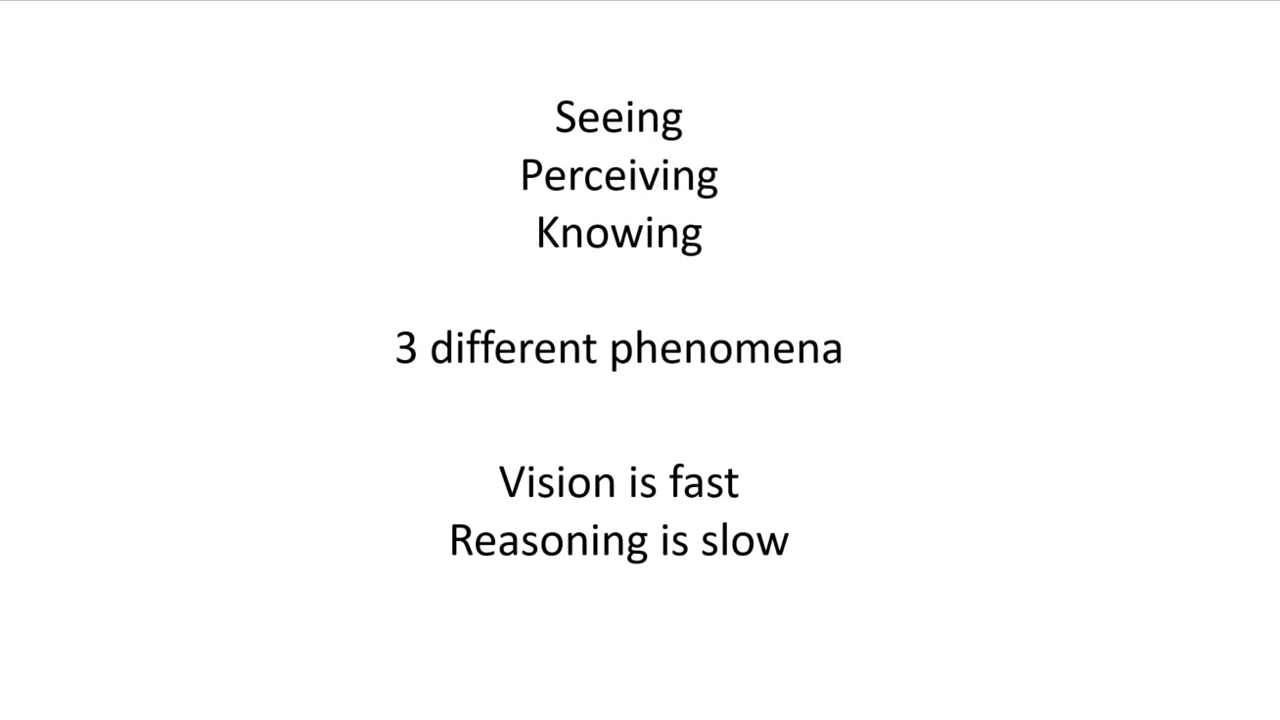 Seeing
Perceiving
Knowing
3 different phenomena
Vision is fast
Reasoning is slow